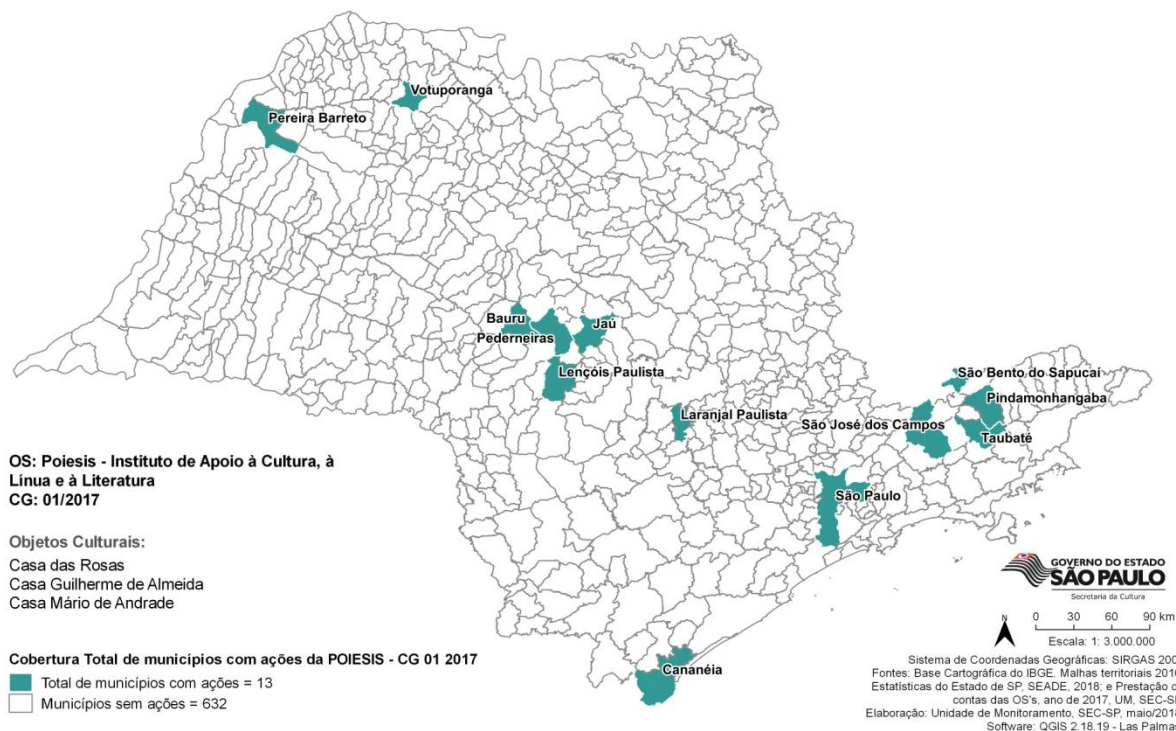 Votuporanga
Pereira Barreto
Bauru
Jaú
Pederneiras
Lençóis Paulista
São Bento do Sapucaí
Pindamonhangaba
Laranjal Paulista
São José dos Campos
Taubaté
São Paulo
Cananéia
OS: Poiesis - Instituto de Apoio à Cultura, à
Línua e à Literatura
CG: 01/2017
Objetos Culturais:
Casa das Rosas
Casa Guilherme de Almeida
Casa Mário de Andrade
Cobertura Total de municípios com ações da POIESIS - CG 01 2017
Total de municípios com ações = 13
Municípios sem ações = 632
GOVERNO DO ESTADO
SÃO PAULO
Secretaria da Cultura
N
0 30 60 90 km
Escala: 1: 3.000.000
Sistema de Coordenadas Geográficas: SIRGAS 200
Fontes: Base Cartográfica do IBGE. Malhas territoriais 2016
Estatísticas do Estado de SP, SEADE, 2018; e Prestação d
contas das OS's, ano de 2017, UM, SEC-SP
Elaboração: Unidade de Monitoramento, SEC-SP, maio/2018
Software: QGIS 2.18.19 - Las Palmas